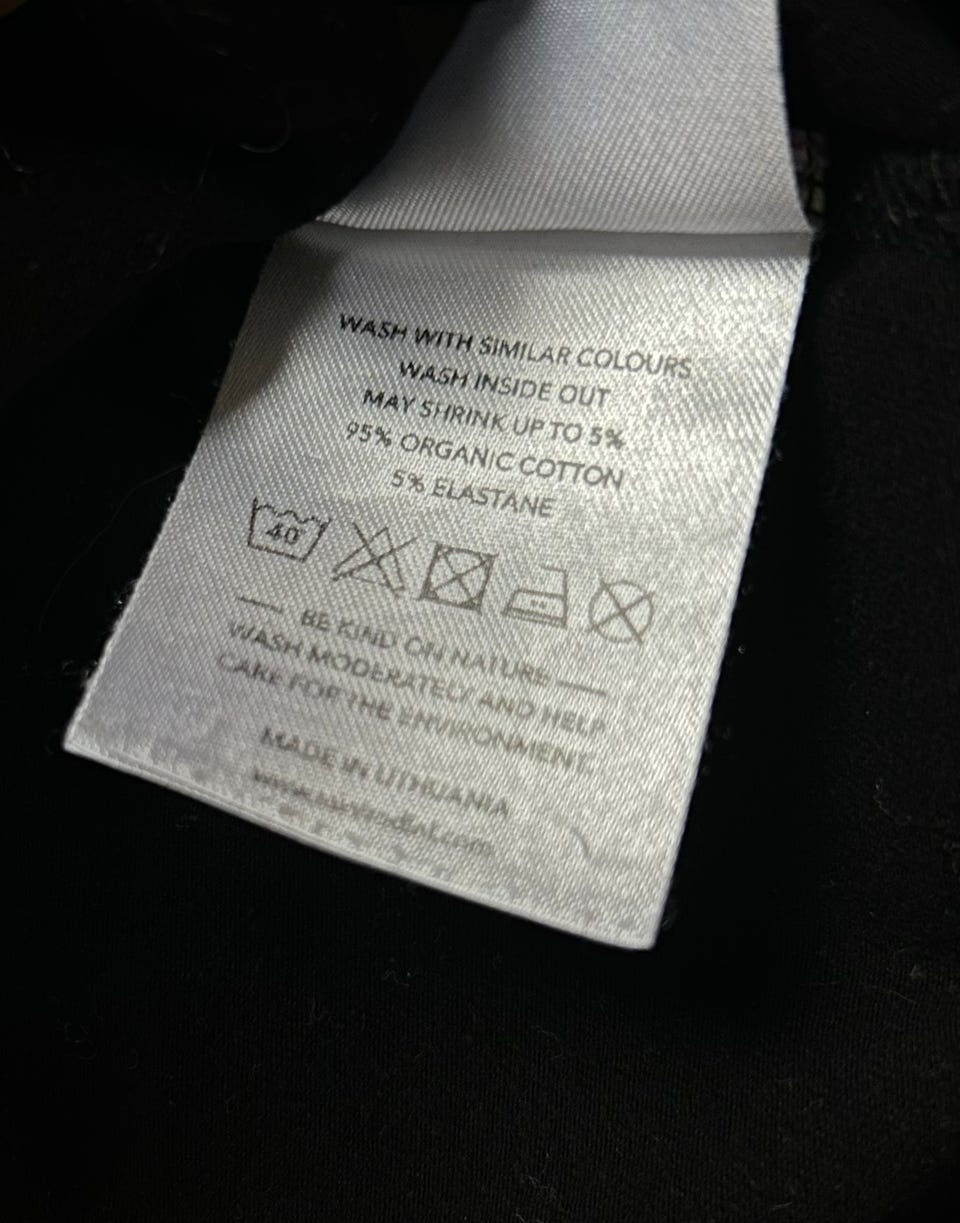 WASH WITH SIMILAR COLOURS
WASH INSIDE OUT
MAY SHRINK UP TO 5%
95% ORGANIC COTTON
5% ELASTANE
40
BE KIND ON NATURE
WASH MODERATELY AND HELP
CARE FOR THE ENVIRONMENT.
MADE IN LITHUANIA